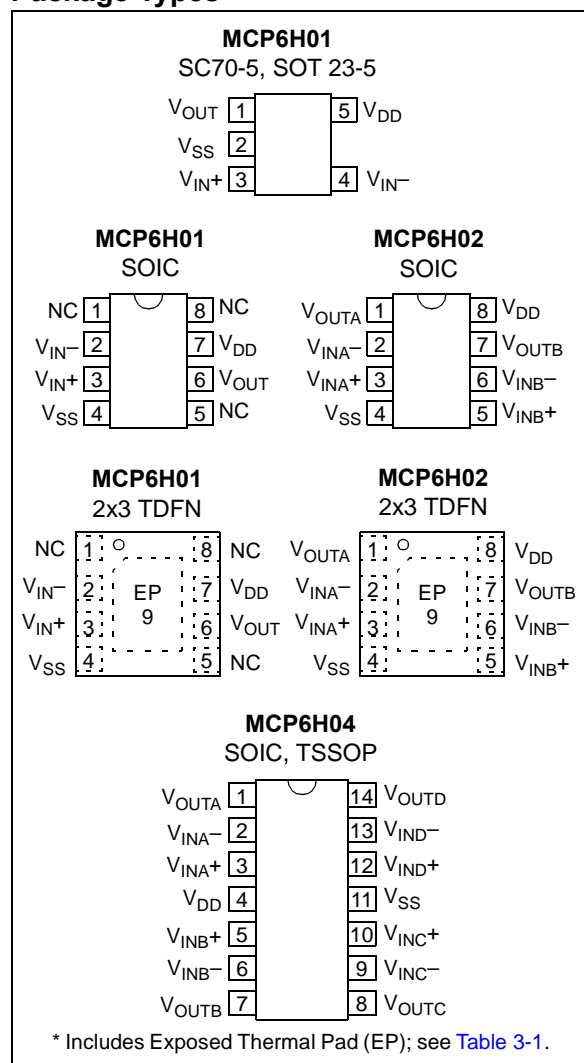 Package Types
MCP6H01
SC70-5, SOT 23-5
VOUT 1 5 VDD
VSS 2
VIN+ 3 4 VIN–
MCP6H01 MCP6H02
SOIC SOIC
NC 1 8 NC VOUTA 1 8 VDD
VIN– 2 7 VDD VINA– 2 7 VOUTB
VIN+ 3 6 VOUT VINA+ 3 6 VINB–
VSS 4 5 NC VSS 4 5 VINB+
MCP6H01 MCP6H02
2x3 TDFN 2x3 TDFN
NC 1 8 NC VOUTA 1 8 VDD
VIN– 2 EP 7 VDD VINA– 2 EP 7 VOUTB
VIN+ 3 9 6 VOUT VINA+ 3 9 6 VINB–
VSS 4 5 NC VSS 4 5 VINB+
MCP6H04
SOIC, TSSOP
VOUTA 1 14 VOUTD
VINA– 2 13 VIND–
VINA+ 3 12 VIND+
VDD 4 11 VSS
VINB+ 5 10 VINC+
VINB– 6 9 VINC–
VOUTB 7 8 VOUTC
* Includes Exposed Thermal Pad (EP); see Table 3-1.